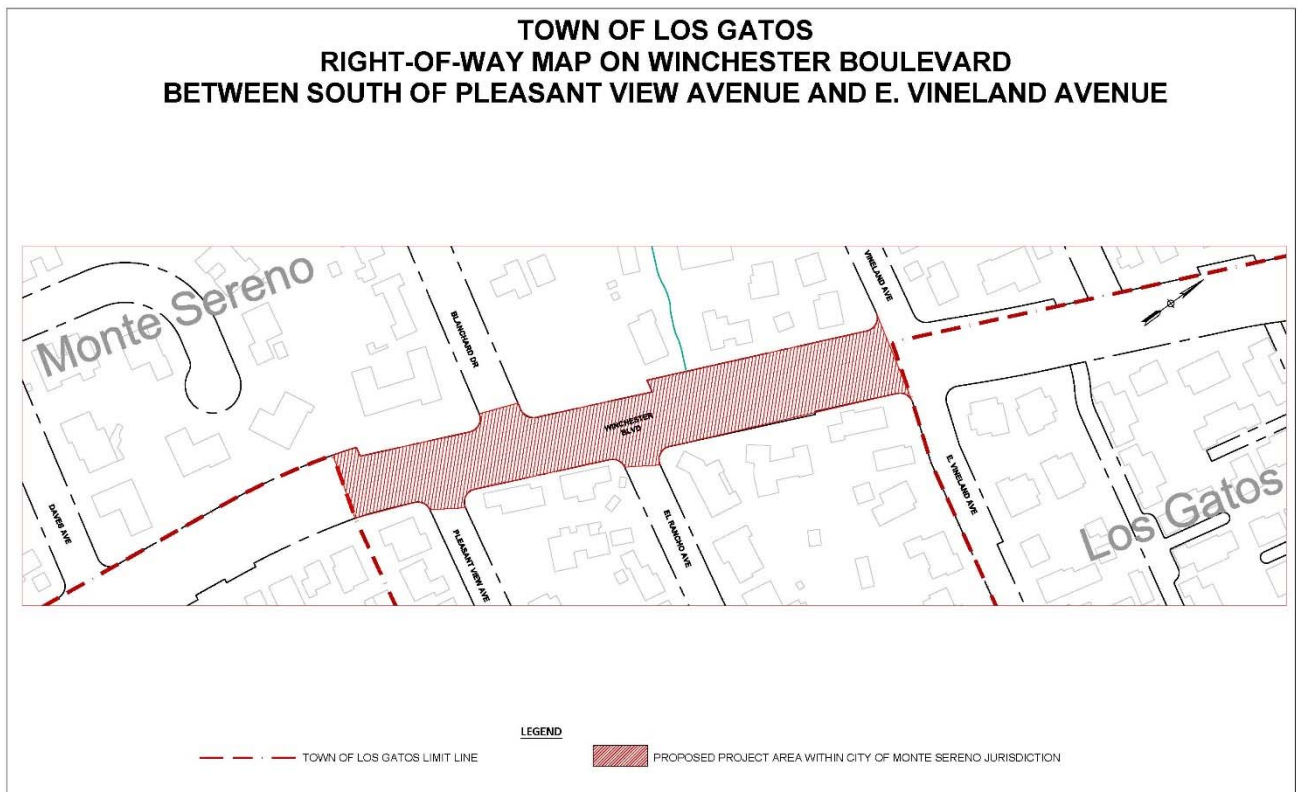 TOWN OF LOS GATOS
RIGHT-OF-WAY MAP ON WINCHESTER BOULEVARD
BETWEEN SOUTH OF PLEASANT VIEW AVENUE AND E. VINELAND AVENUE
Monte Sereno
BLANCHARD DR
VINELAND AVE
WINCHESTER
BLVD
DAVES AVE
PLEASANT VIEW AVE
EL RANCHO AVE
E. VINELAND AVE
Los Gatos
LEGEND
TOWN OF LOS GATOS LIMIT LINE
PROPOSED PROJECT AREA WITHIN CITY OF MONTE SERENO JURISDICTION